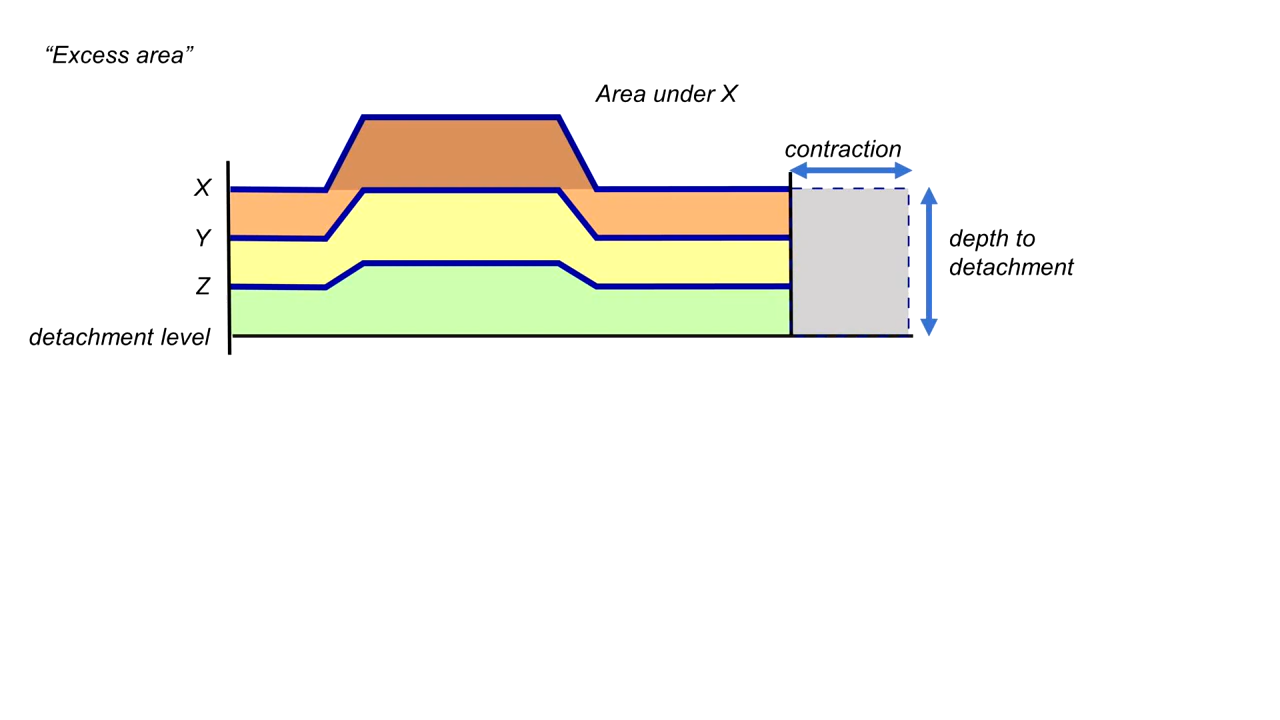 “Excess area”
Area under X
contraction
X
Y
depth to
detachment
Z
detachment level